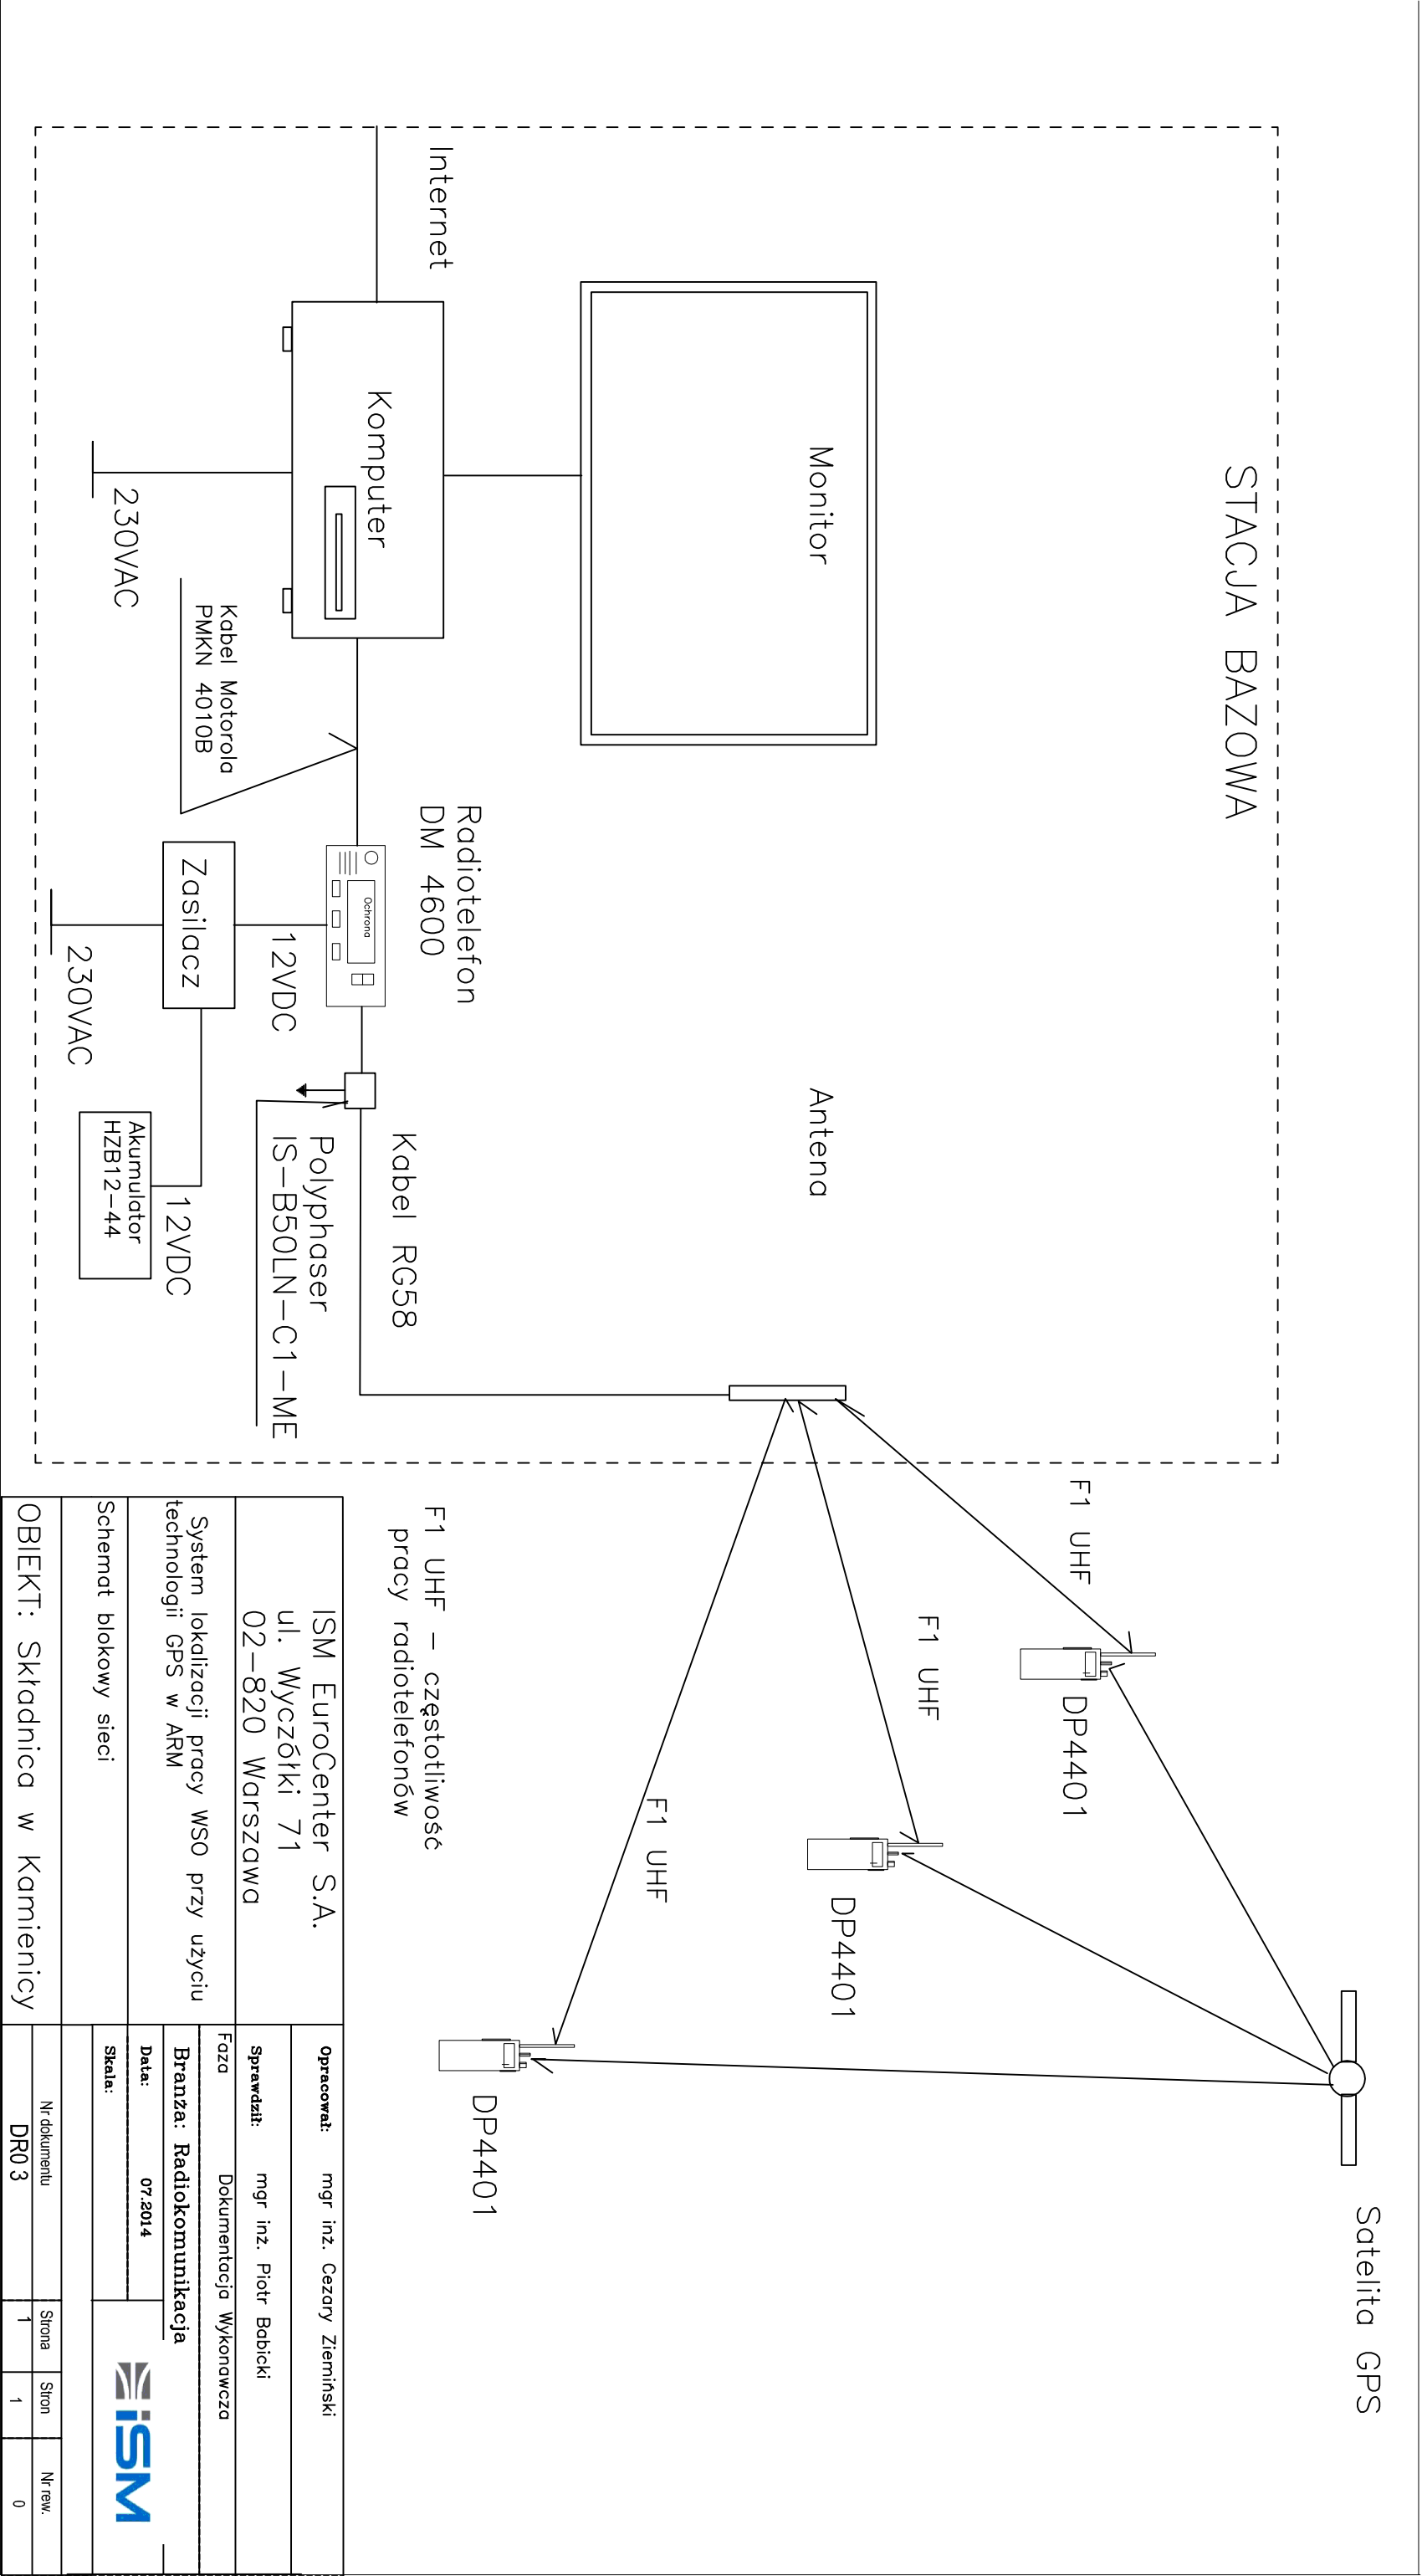 STACJA BAZOWA
Satelita GPS
Monitor
Antena
F1 UHF
DP4401
F1 UHF
DP4401
F1 UHF
DP4401
Internet
Komputer
230VAC
Kabel Motorola
PMKN 4010B
Radiotelefon
DM 4600
Ochrona
12VDC
Zasilacz
230VAC
Kabel RG58
Polyphaser
IS-B50LN-C1-ME
12VDC
Akumulator
HZB12-44
F1 UHF - częstotliwość
pracy radiotelefonów
ISM EuroCenter S.A.
ul. Wyczółki 71
02-820 Warszawa
System lokalizacji pracy WSO przy użyciu
technologii GPS w ARM
Schemat blokowy sieci
OBIEKT: Składnica w Kamienicy
Opracował: mgr inż. Cezary Ziemiński
Sprawdził: mgr inż. Piotr Babicki
Faza Dokumentacja Wykonawcza
Branża: Radiokomunikacja
Data: 07.2014
Skala:
iSM
Nr dokumentu Strona Stron Nr rew.
DR03 1 1 0